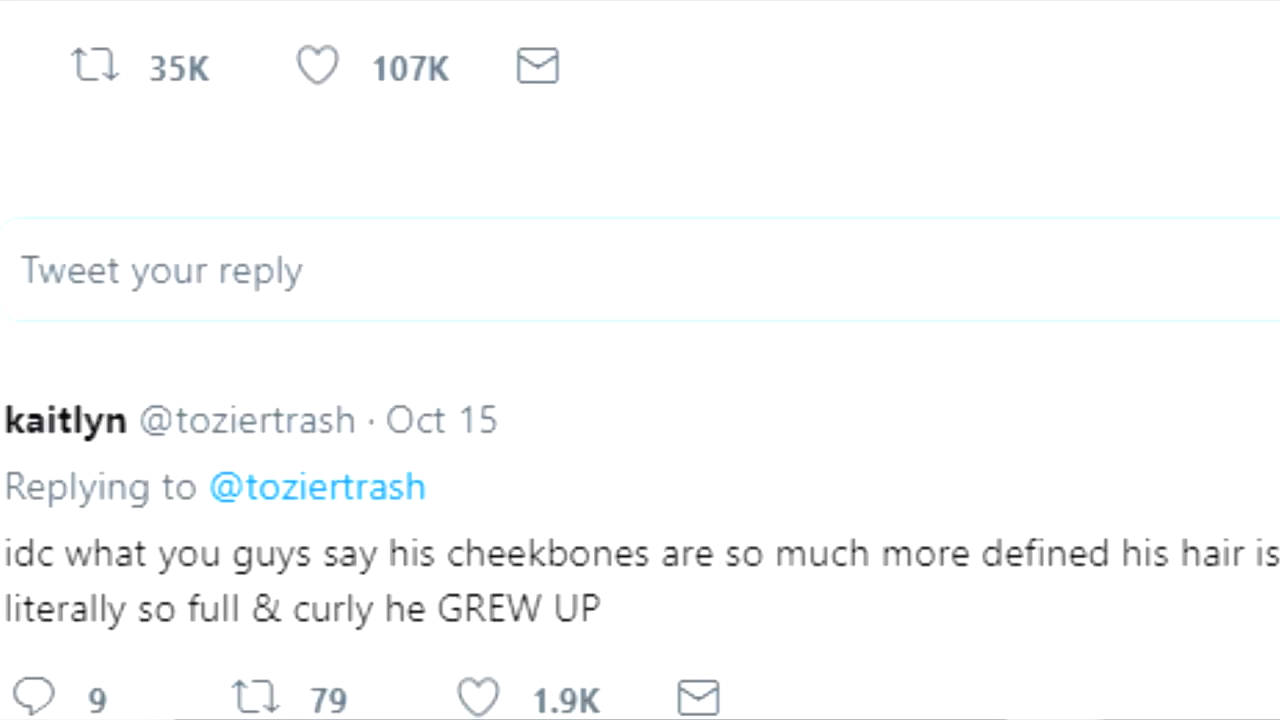 35K 107K
Tweet your reply
kaitlyn @toziertrash · Oct 15
Replying to @toziertrash
idc what you guys say his cheekbones are so much more defined his hair is
literally so full & curly he GREW UP
9 79 1.9K